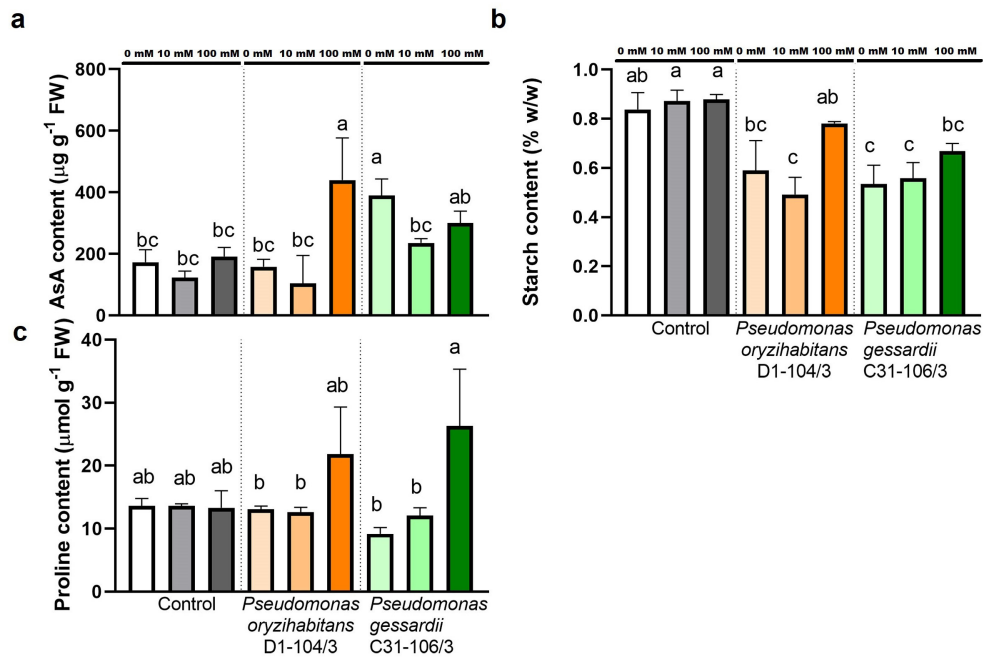 a
0 mM 10 mM 100 mM 0 mM 10 mM 100 mM 0 mM 10 mM 100 mM
AsA content (μg g-1 FW)
800
600
400
200
0
bc bc bc bc bc a a bc ab
b
0 mM 10 mM 100 mM 0 mM 10 mM 100 mM 0 mM 10 mM 100 mM
Starch content (% w/w)
1.0
0.8
0.6
0.4
0.2
0.0
ab a a bc c ab c c bc
Control Pseudomonas Pseudomonas
oryzihabitans gessardii
D1-104/3 C31-106/3
c
Proline content (μmol g-1 FW)
40
30
20
10
0
ab ab ab b b ab b b a
Control Pseudomonas Pseudomonas
oryzihabitans gessardii
D1-104/3 C31-106/3